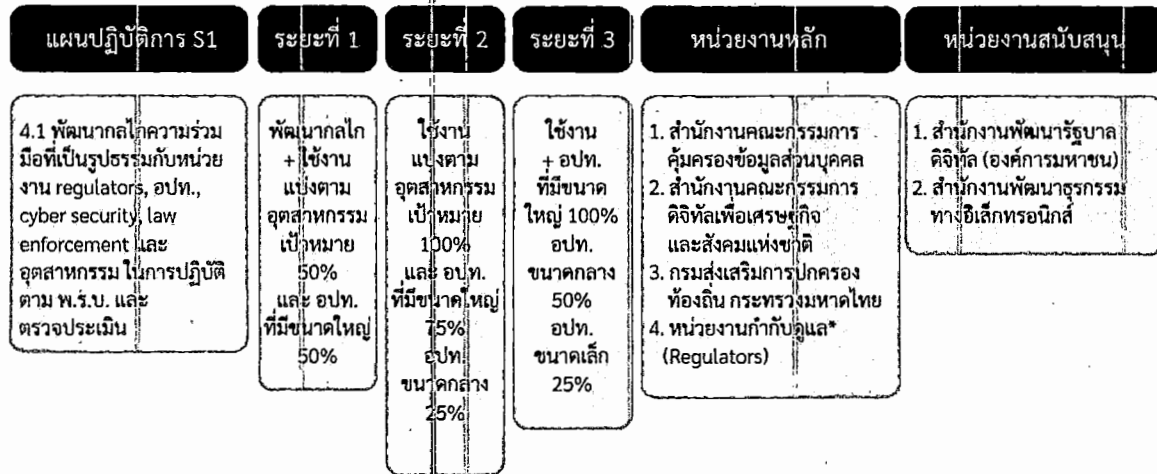 แผนปฏิบัติการ S1
ระยะที่ 1
ระยะที่ 2
ระยะที่ 3
หน่วยงานหลัก
หน่วยงานสนับสนุน
4.1 พัฒนากลไกความร่วม
มือที่เป็นรูปธรรมกับหน่วย
งาน regulators, อปท.,
cyber security, law
enforcement และ
อุตสาหกรรม ในการปฏิบัติ
ตาม พ.ร.บ. และ
ตรวจประเมิน
พัฒนากลไก
+ ใช้งาน
แบ่งตาม
อุตสาหกรรม
เป้าหมาย
50%
และ อปท.
ที่มีขนาดใหญ่
50%
ใช้งาน
แบ่งตาม
อุตสาหกรรม
เป้าหมาย
100%
และ อปท.
ที่มีขนาดใหญ่
75%
อปท.
ขนาดกลาง
25%
ใช้งาน
+ อปท.
ที่มีขนาด
ใหญ่ 100%
อปท.
ขนาดกลาง
50%
อปท.
ขนาดเล็ก
25%
1. สำนักงานคณะกรรมการ
คุ้มครองข้อมูลส่วนบุคคล
2. สำนักงานคณะกรรมการ
ดิจิทัลเพื่อเศรษฐกิจ
และสังคมแห่งชาติ
3. กรมส่งเสริมการปกครอง
ท้องถิ่น กระทรวงมหาดไทย
4. หน่วยงานกำกับดูแล*
(Regulators)
1. สำนักงานพัฒนารัฐบาล
ดิจิทัล (องค์การมหาชน)
2. สำนักงานพัฒนาธุรกรรม
ทางอิเล็กทรอนิกส์